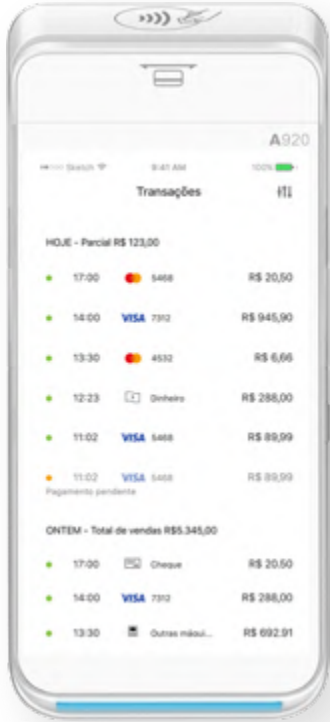 A920
Sketch 9:41 AM 100%
Transações
HOJE - Parcial R$ 123,00
17:00 5468 R$ 20,50
14:00 VISA 7312 R$ 945,90
13:30 4532 R$ 6,66
12:23 Dinheiro R$ 288,00
11:02 VISA 5468 R$ 89,99
11:02 VISA 5468 R$ 89,99
Pagamento pendente
ONTEM - Total de vendas R$5.345,00
17:00 Cheque R$ 20.50
14:00 VISA 7312 R$ 288,00
13:30 Outras máqui... R$ 692.91